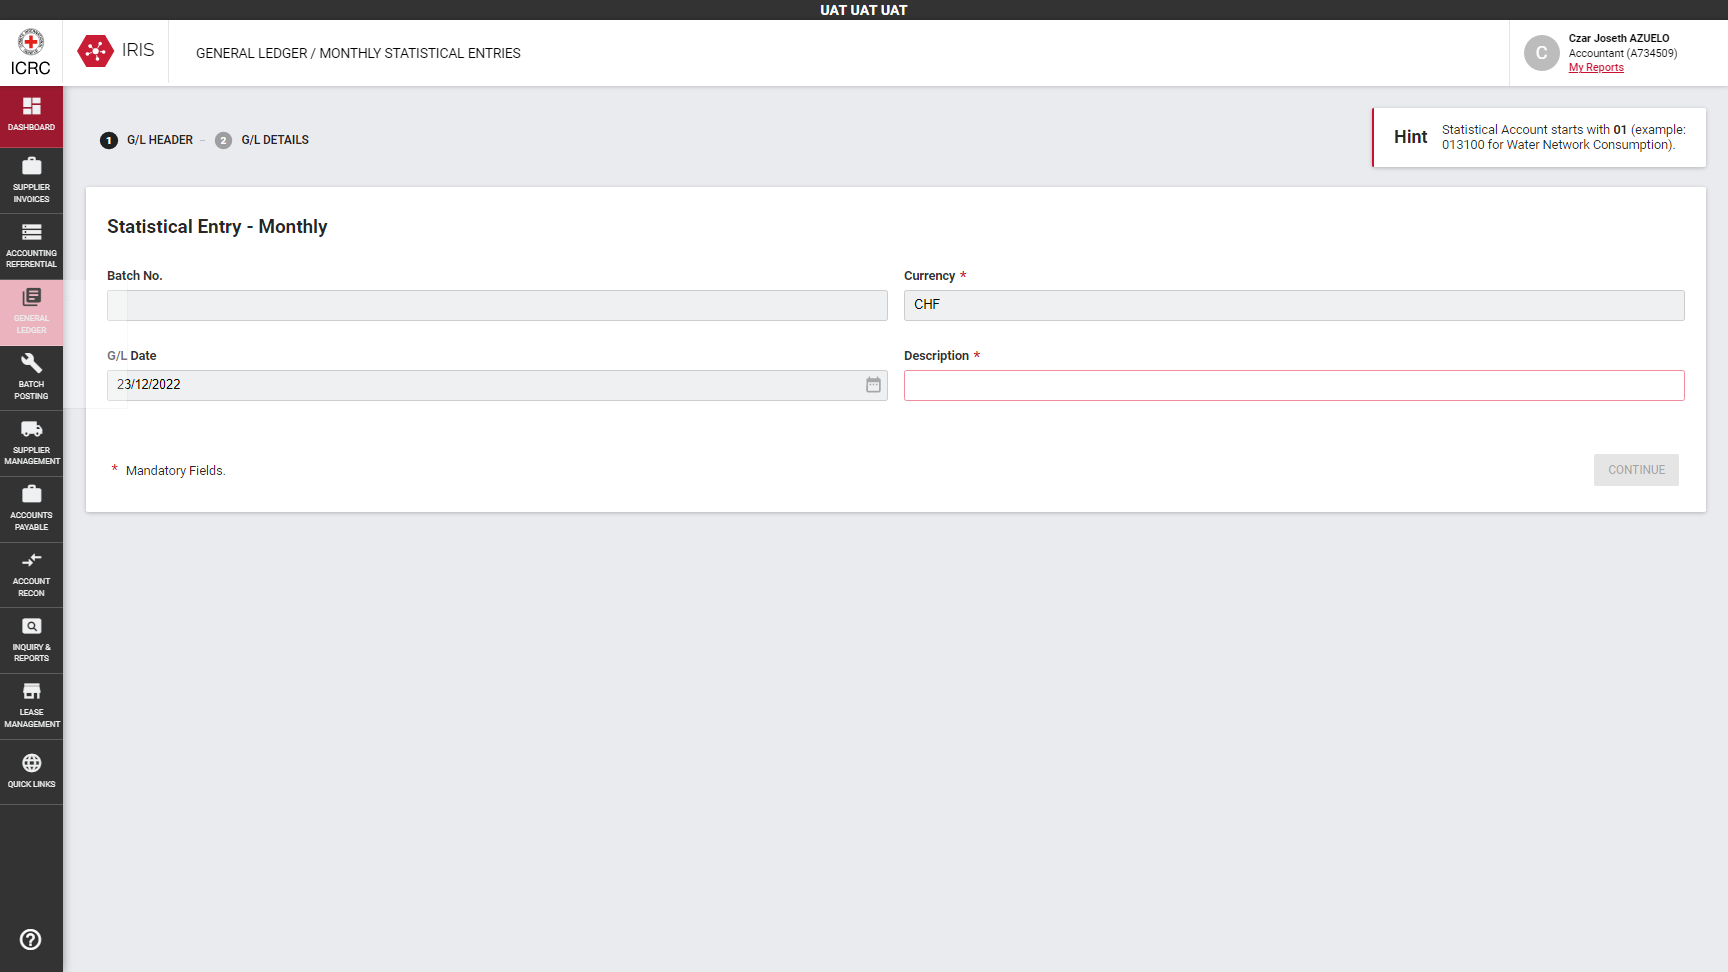 UAT UAT UAT
ICRC
IRIS
GENERAL LEDGER / MONTHLY STATISTICAL ENTRIES
C
Czar Joseth AZUELO
Accountant (A734509)
My Reports
DASHBOARD
SUPPLIER
INVOICES
ACCOUNTING
REFERENTIAL
GENERAL
LEDGER
BATCH
POSTING
SUPPLIER
MANAGEMENT
ACCOUNTS
PAYABLE
ACCOUNT
RECON
INQUIRY &
REPORTS
LEASE
MANAGEMENT
QUICK LINKS
1 G/L HEADER – 2 G/L DETAILS
Hint
Statistical Account starts with 01 (example:
013100 for Water Network Consumption).
Statistical Entry - Monthly
Batch No.
Currency *
CHF
G/L Date
23/12/2022
Description *
* Mandatory Fields.
CONTINUE